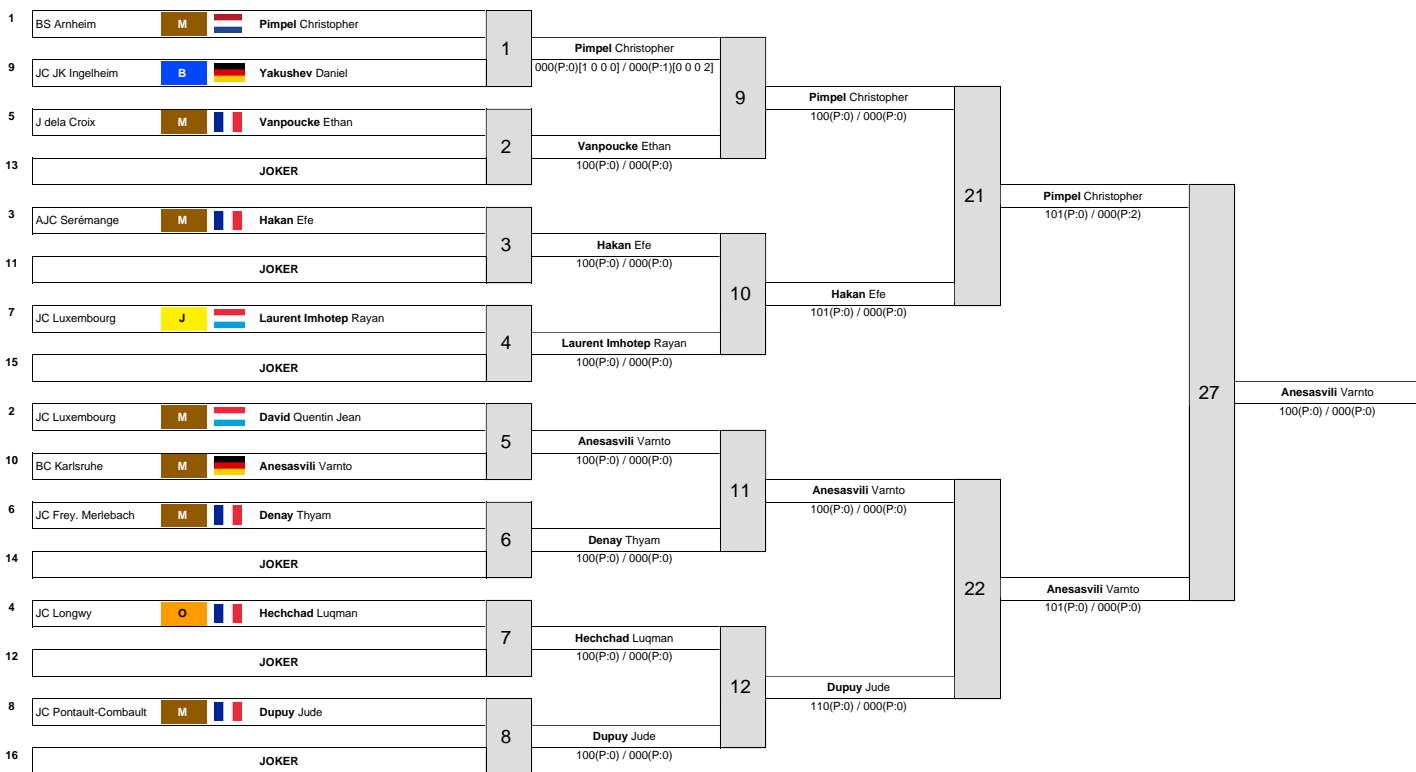 1 BS Arnheim M Pimpel Christopher
1
Pimpel Christopher
000(P:0)[1 0 0 0] / 000(P:1)[0 0 0 2]
9 JC JK Ingelheim B Yakushev Daniel
9
Pimpel Christopher
100(P:0) / 000(P:0)
5 J dela Croix M Vanpoucke Ethan
2
Vanpoucke Ethan
100(P:0) / 000(P:0)
13 JOKER
21
Pimpel Christopher
101(P:0) / 000(P:2)
3 AJC Serémange M Hakan Efe
3
Hakan Efe
100(P:0) / 000(P:0)
11 JOKER
10
Hakan Efe
101(P:0) / 000(P:0)
7 JC Luxembourg J Laurent Imhotep Rayan
4
Laurent Imhotep Rayan
100(P:0) / 000(P:0)
15 JOKER
27
Anesasvili Varnto
100(P:0) / 000(P:0)
2 JC Luxembourg M David Quentin Jean
5
Anesasvili Varnto
100(P:0) / 000(P:0)
10 BC Karlsruhe M Anesasvili Varnto
11
Anesasvili Varnto
100(P:0) / 000(P:0)
6 JC Frey. Merlebach M Denay Thyam
6
Denay Thyam
100(P:0) / 000(P:0)
14 JOKER
22
Anesasvili Varnto
101(P:0) / 000(P:0)
4 JC Longwy O Hechchad Luqman
7
Hechchad Luqman
100(P:0) / 000(P:0)
12 JOKER
12
Dupuy Jude
110(P:0) / 000(P:0)
8 JC Pontault-Combault M Dupuy Jude
8
Dupuy Jude
100(P:0) / 000(P:0)
16 JOKER